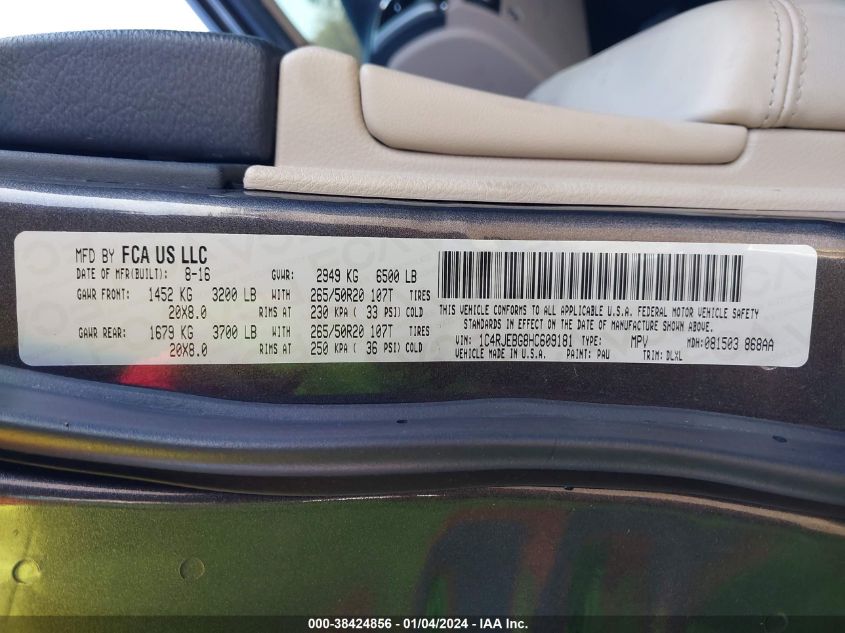 MFD BY FCA US LLC
DATE OF MFR(BUILT): 8-16 GVWR: 2949 KG 6500 LB
GAWR FRONT: 1452 KG 3200 LB WITH 265/50R20 107T TIRES
20X8.0 RIMS AT 230 KPA ( 33 PSI) COLD
GAWR REAR: 1679 KG 3700 LB WITH 265/50R20 107T TIRES
20X8.0 RIMS AT 250 KPA ( 36 PSI) COLD
THIS VEHICLE CONFORMS TO ALL APPLICABLE U.S.A. FEDERAL MOTOR VEHICLE SAFETY
STANDARDS IN EFFECT ON THE DATE OF MANUFACTURE SHOWN ABOVE.
VIN: 1C4RJEBG8HC609181 TYPE: MPV MDH:081503 868AA
VEHICLE MADE IN U.S.A. PAINT: PAU TRIM: DLXL
000-38424856 - 01/04/2024 - IAAI.COM